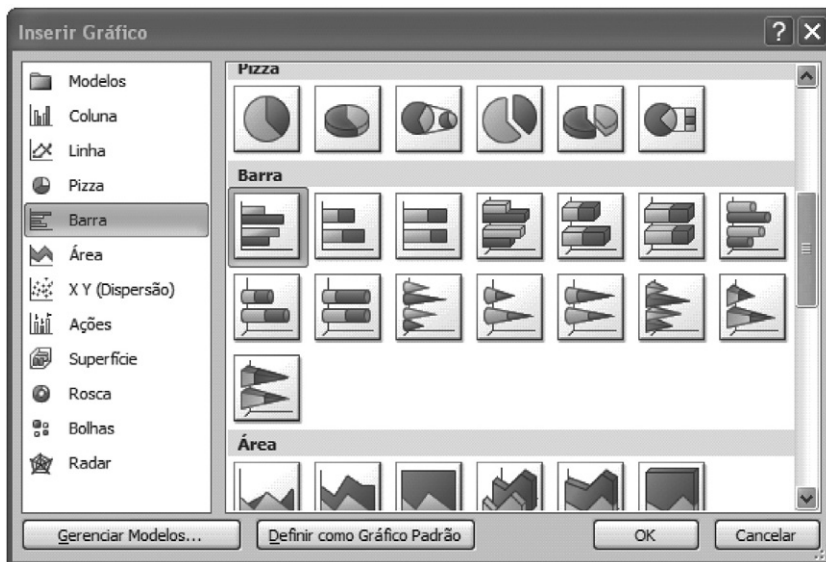 Inserir Gráfico
Modelos
Coluna
Linha
Pizza
Barra
Área
X Y (Dispersão)
Ações
Superfície
Rosca
Bolhas
Radar
Pizza
Barra
Área
Gerenciar Modelos...
Definir como Gráfico Padrão
OK
Cancelar